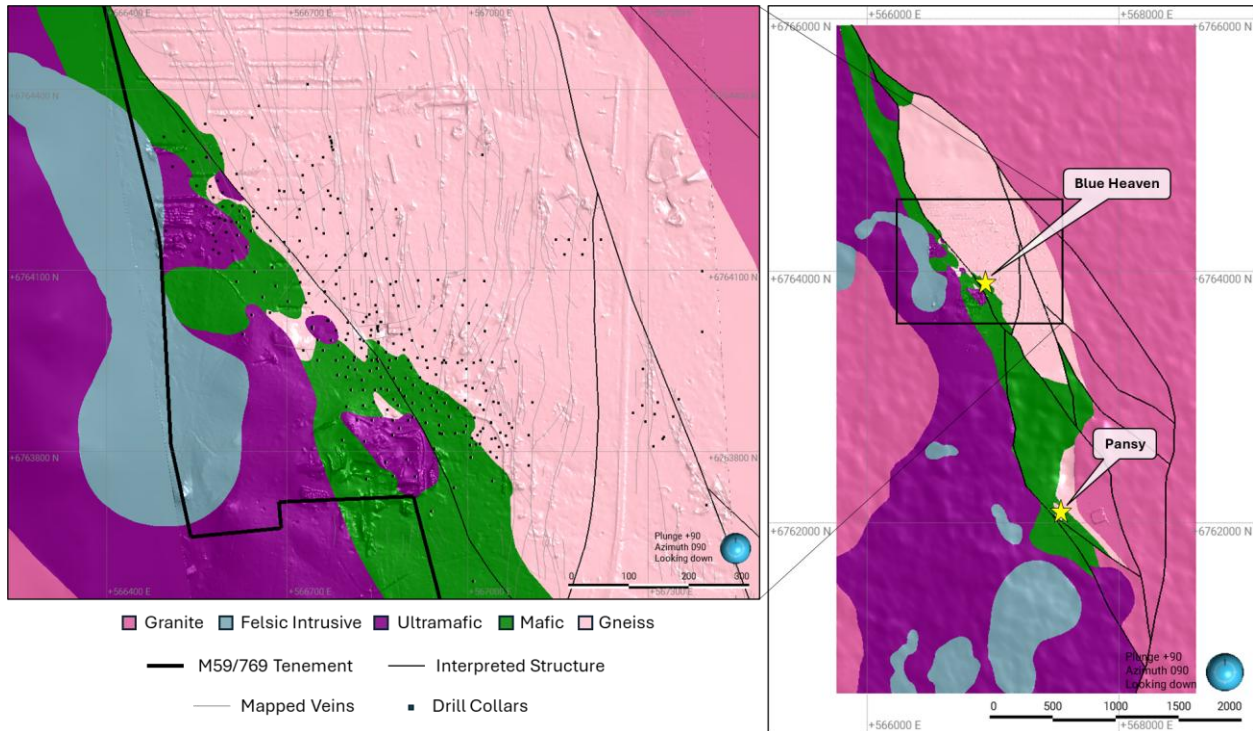 +566400 E
+566700 E
+567000 E
+6764400 N
+6764400 N
+6764100 N
+6764100 N
+6763800 N
+6763800 N
+566400 E
+566700 E
+567000 E
+567300 E
Plunge +90
Azimuth 090
Looking down
0 100 200 300
Granite Felsic Intrusive Ultramafic Mafic Gneiss
M59/769 Tenement Interpreted Structure
Mapped Veins Drill Collars
+566000 E
+568000 E
+6766000 N
+6766000 N
Blue Heaven
+6764000 N
+6764000 N
Pansy
+6762000 N
+6762000 N
Plunge +90
Azimuth 090
Looking down
0 500 1000 1500 2000
+566000 E
+568000 E